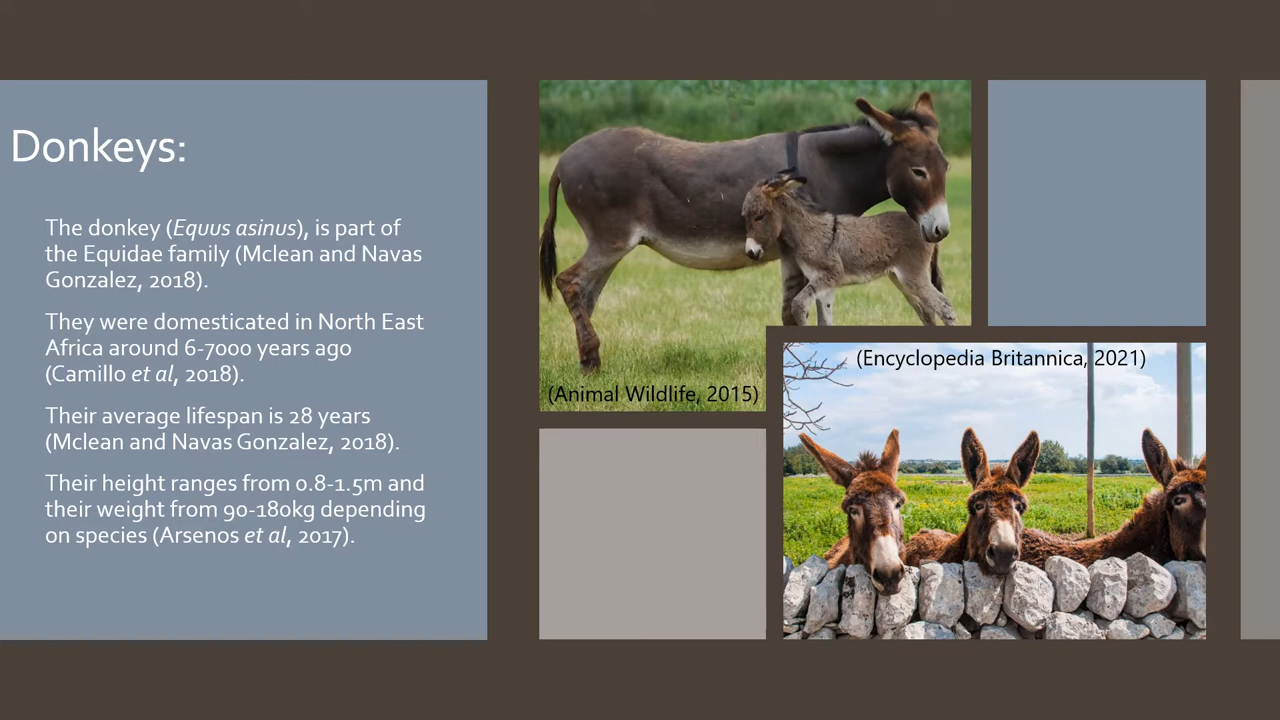 Donkeys:
The donkey (Equus asinus), is part of
the Equidae family (Mclean and Navas
Gonzalez, 2018).
They were domesticated in North East
Africa around 6-7000 years ago
(Camillo et al, 2018).
Their average lifespan is 28 years
(Mclean and Navas Gonzalez, 2018).
Their height ranges from 0.8-1.5m and
their weight from 90-180kg depending
on species (Arsenos et al, 2017).
(Animal Wildlife, 2015)
(Encyclopedia Britannica, 2021)